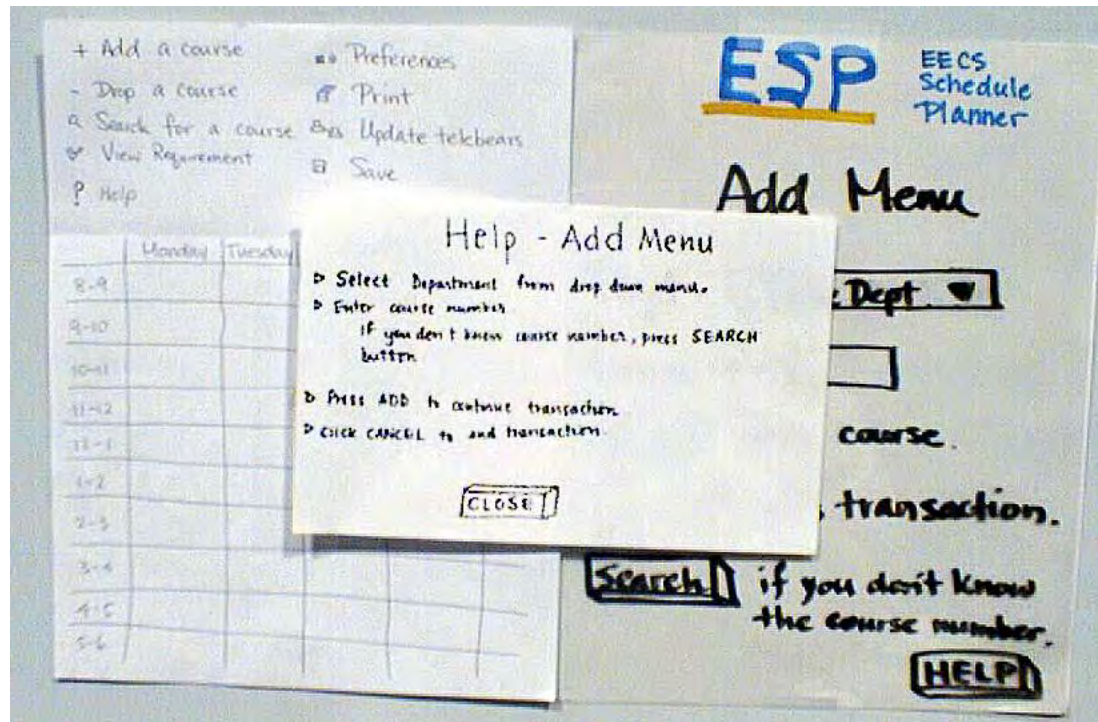 + Add a course
- Drop a course
Search for a course
View Requirement
? Help
Preferences
Print
Update telebears
Save
Monday Tuesday
8-9
9-10
10-11
11-12
12-1
1-2
2-3
3-4
4-5
5-6
Help - Add Menu
▷ Select Department from drop down menu.
▷ Enter course number
If you don't know course number, press SEARCH
button
▷ Press ADD to continue transaction
▷ Click CANCEL to end transaction.
CLOSE
ESP
EECS
Schedule
Planner
Add Menu
Dept. ▼
course.
transaction.
Search if you don't know
the course number.
HELP